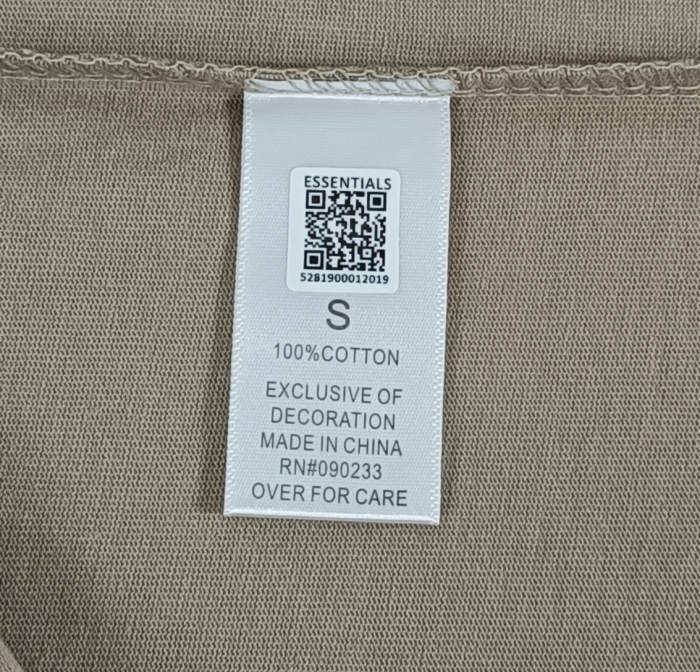 ESSENTIALS
5281900012019
S
100%COTTON
EXCLUSIVE OF
DECORATION
MADE IN CHINA
RN#090233
OVER FOR CARE